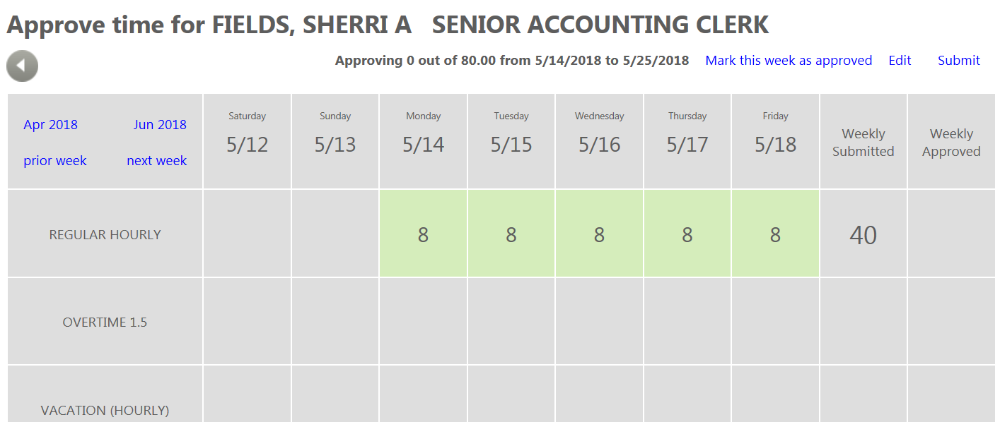 Approve time for FIELDS, SHERRI A SENIOR ACCOUNTING CLERK
Approving 0 out of 80.00 from 5/14/2018 to 5/25/2018 Mark this week as approved Edit Submit
Apr 2018 Jun 2018
prior week next week
Saturday Sunday Monday Tuesday Wednesday Thursday Friday
5/12 5/13 5/14 5/15 5/16 5/17 5/18
Weekly Submitted
Weekly Approved
REGULAR HOURLY 8 8 8 8 8 40
OVERTIME 1.5
VACATION (HOURLY)